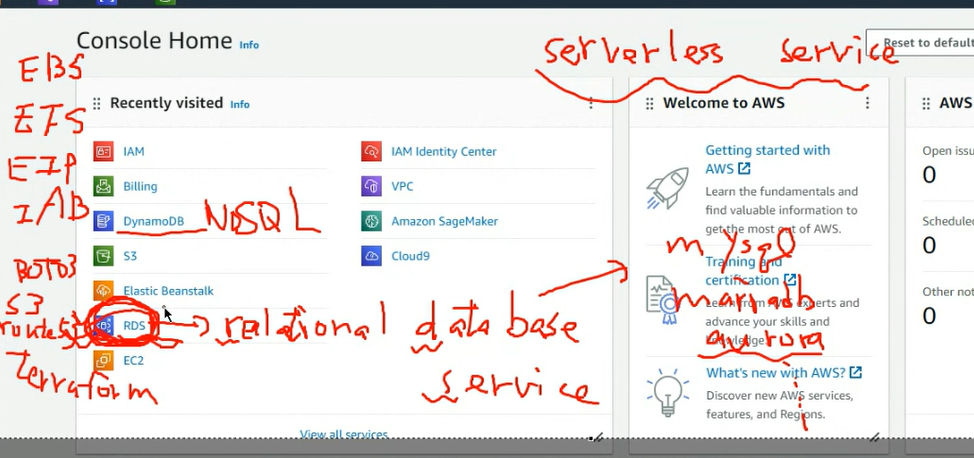 Console Home Info
serverless service
Reset to default
EBS
EFS
EIP
IAB
BOTO3
S3
route53
Terraform
Recently visited Info
IAM
Billing
DynamoDB NOSQL
S3
Elastic Beanstalk
RDS → relational database
service
EC2
IAM Identity Center
VPC
Amazon SageMaker
Cloud9
View all services
Welcome to AWS
Getting started with
AWS
Learn the fundamentals and
find valuable information to
get the most out of AWS.
mysql
Training and
certification
mariadb
Learn from AWS experts and
advance your skills and
knowledge.
aurora
What's new with AWS?
Discover new AWS services,
features, and Regions.
AWS
Open issu
0
Schedule
0
Other not
0